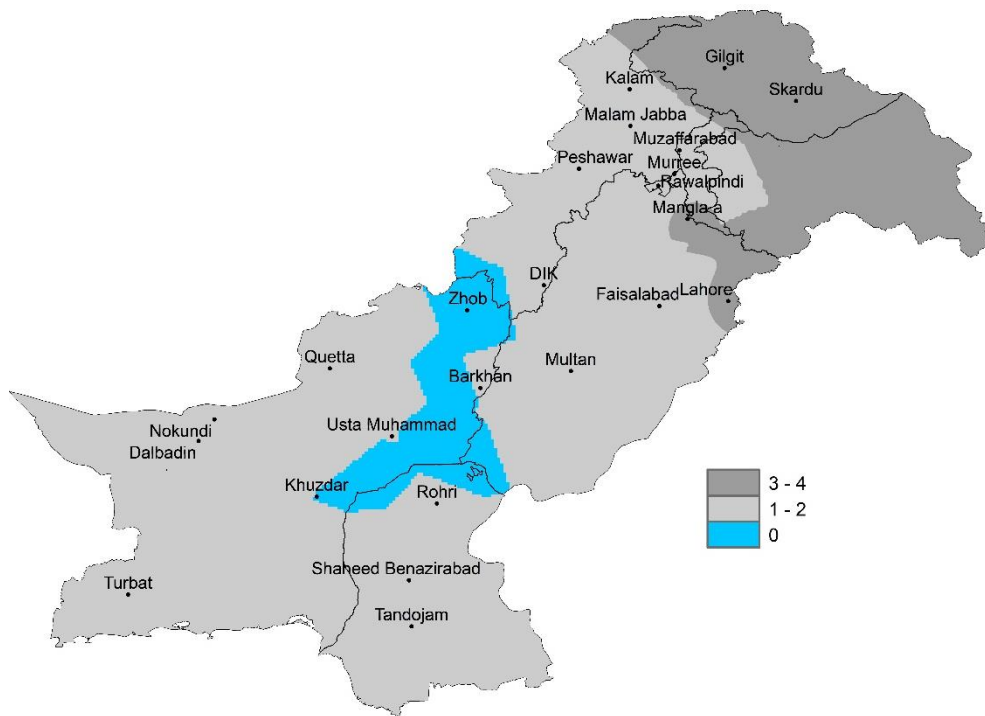 Gilgit
Kalam
Skardu
Malam Jabba
Muzaffarabad
Peshawar
Murree
Rawalpindi
Mangla a
DIK
Zhob
Faisalabad
Lahore
Quetta
Multan
Barkhan
Nokundi
Usta Muhammad
Dalbadin
Khuzdar
Rohri
3 - 4
1 - 2
0
Shaheed Benazirabad
Turbat
Tandojam